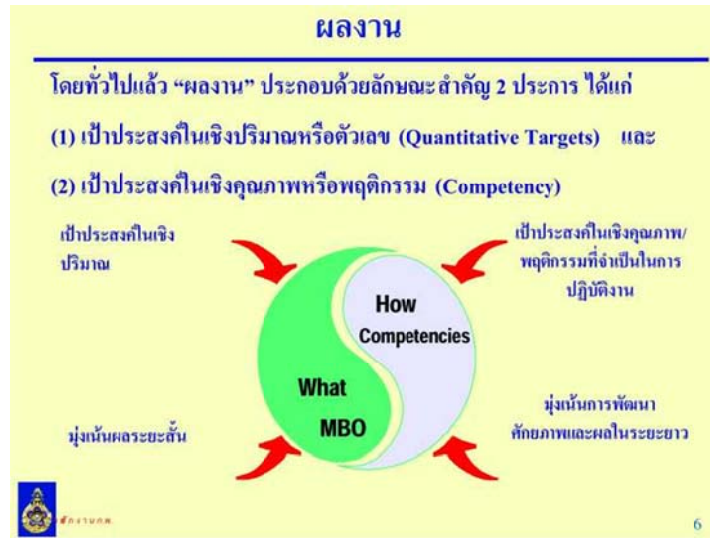 ผลงาน
โดยทั่วไปแล้ว “ผลงาน” ประกอบด้วยลักษณะสำคัญ 2 ประการ ได้แก่
(1) เป้าประสงค์ในเชิงปริมาณหรือตัวเลข (Quantitative Targets) และ
(2) เป้าประสงค์ในเชิงคุณภาพหรือพฤติกรรม (Competency)
เป้าประสงค์ในเชิง
ปริมาณ
เป้าประสงค์ในเชิงคุณภาพ/
พฤติกรรมที่จำเป็นในการ
ปฏิบัติงาน
How
Competencies
What
MBO
มุ่งเน้นผลระยะสั้น
มุ่งเน้นการพัฒนา
ศักยภาพและผลในระยะยาว
6